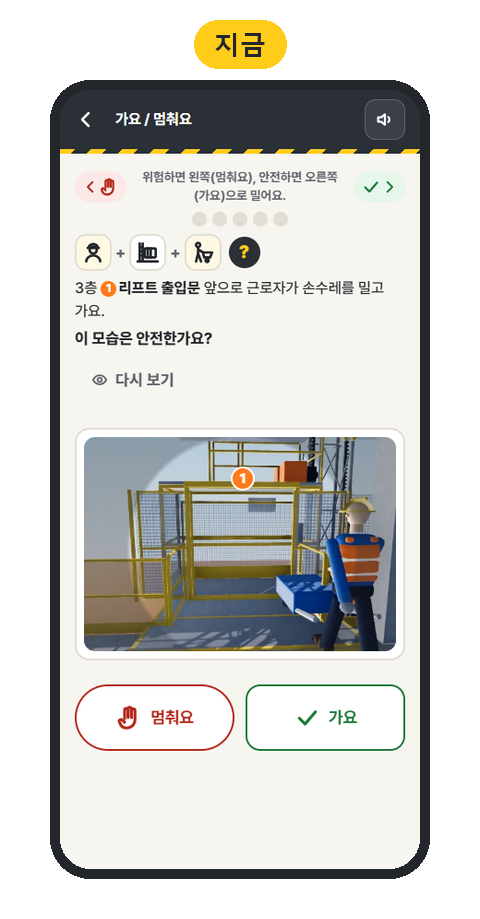 지금
가요 / 멈춰요
위험하면 왼쪽(멈춰요), 안전하면 오른쪽
(가요)으로 밀어요.
+ + ?
3층 1 리프트 출입문 앞으로 근로자가 손수레를 밀고
가요.
이 모습은 안전한가요?
다시 보기
1
멈춰요 가요